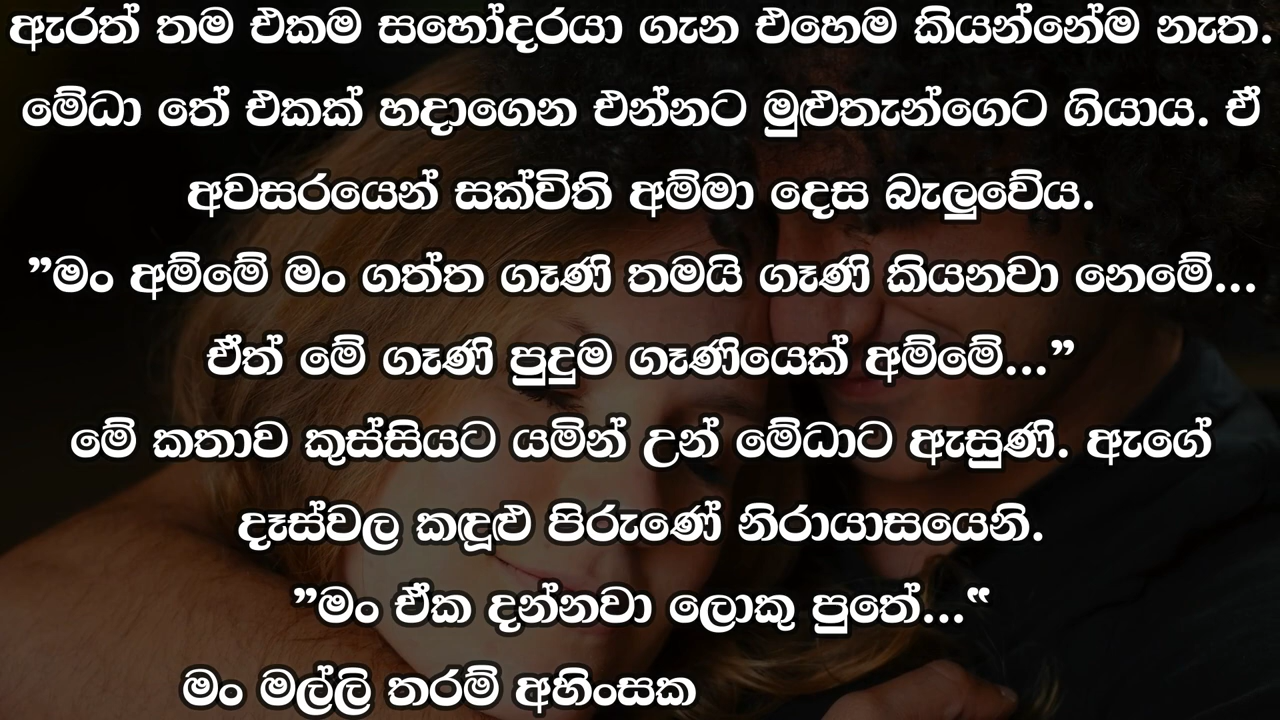 ඇරත් තම එකම සහෝදරයා ගැන එහෙම කියන්නේම නැත.
මේධා තේ එකක් හදාගෙන එන්නට මුළුතැන්ගෙට ගියාය. ඒ
අවසරයෙන් සක්විති අම්මා දෙස බැලුවේය.
”මං අම්මේ මං ගත්ත ගෑණි තමයි ගෑණි කියනවා නෙමේ...
ඒත් මේ ගෑණි පුදුම ගෑණියෙක් අම්මේ...”
මේ කතාව කුස්සියට යමින් උන් මේධාට ඇසුණි. ඇගේ
දෑස්වල කඳූළු පිරුණේ නිරායාසයෙනි.
”මං ඒක දන්නවා ලොකු පුතේ...“
මං මල්ලි තරම් අහිංසක